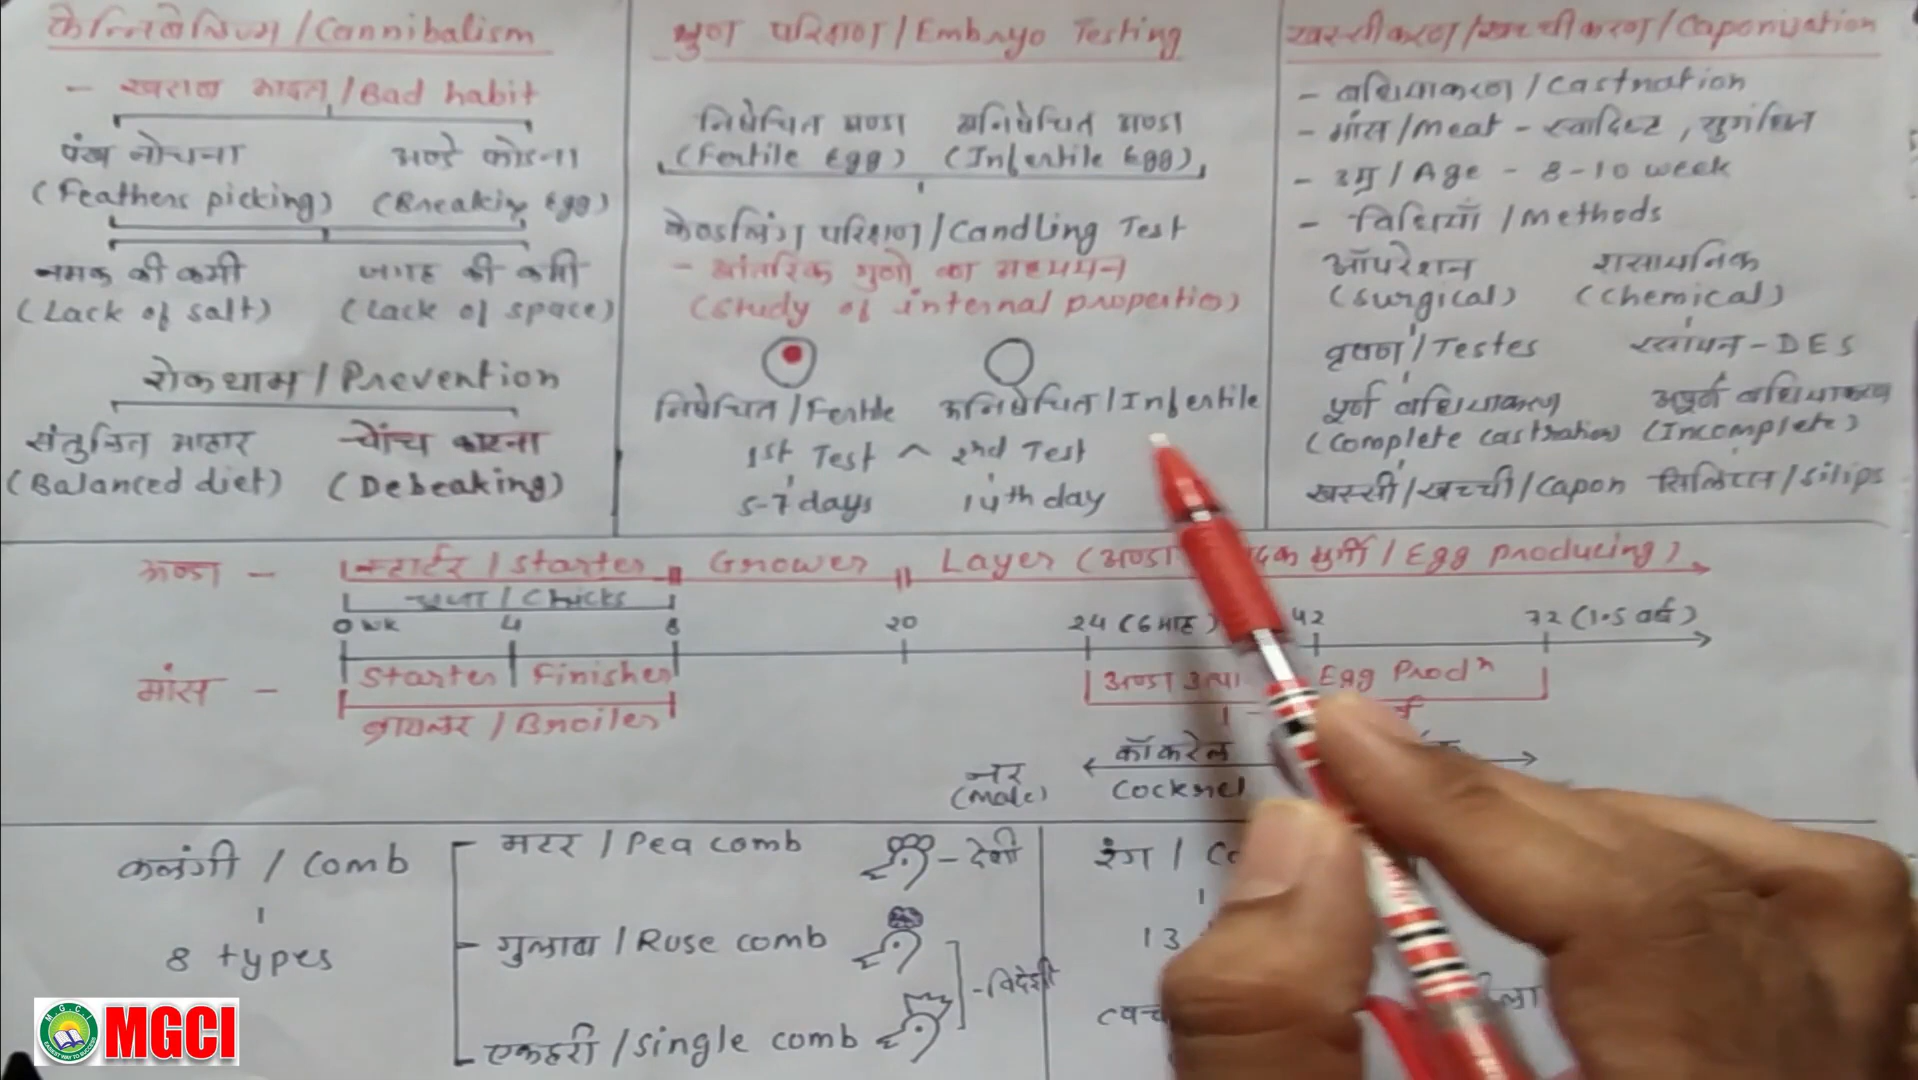 केनिबेलिज्म / Cannibalism
- खराब आदत / Bad habit
पंख नोचना अण्डे फोडना
(Feathers picking) (Breaking Egg)
नमक की कमी जगह की कमी
(Lack of salt) (Lack of space)
रोकथाम / Prevention
संतुलित आहार चोंच काटना
(Balanced diet) (Debeaking)
भ्रुण परिक्षण / Embryo Testing
निषेचित अण्डा अनिषेचित अण्डा
(Fertile Egg) (Infertile Egg)
केण्डलिंग परिक्षण / Candling Test
- आंतरिक गुणो का अध्ययन
(Study of internal properties)
निषेचित / Fertile अनिषेचित / Infertile
1st Test 2nd Test
5-7 days 14th day
खस्सीकरण / खच्चीकरण / Caponization
- बधियाकरण / Castration
- मांस / Meat - स्वादिष्ट , सुगंधित
- उम्र / Age - 8-10 week
- विधियाँ / Methods
ऑपरेशन रासायनिक
(Surgical) (Chemical)
वृषण / Testes रसायन - DES
पूर्ण बधियाकरण अपूर्ण बधियाकरण
(Complete castration) (Incomplete)
खस्सी / खच्ची / Capon सिलिप्स / Silips
अण्डा - स्टार्टर / Starter Grower Layer (अण्डा मुर्गी / Egg producing)
चूजा / Chicks
0 wk 4 8 20 24 (6 माह) 42 72 (1.5 वर्ष)
मांस - Starter Finisher अण्डा Egg Prodn
ब्रायलर / Broiler
नर कॉकरेल
(Male) Cockrel
कलंगी / Comb
8 types
मटर / Pea comb - देशी
गुलाब / Rose comb
- विदेशी
एकहरी / Single comb
रंग /
13
MGCI
M.G.C.I